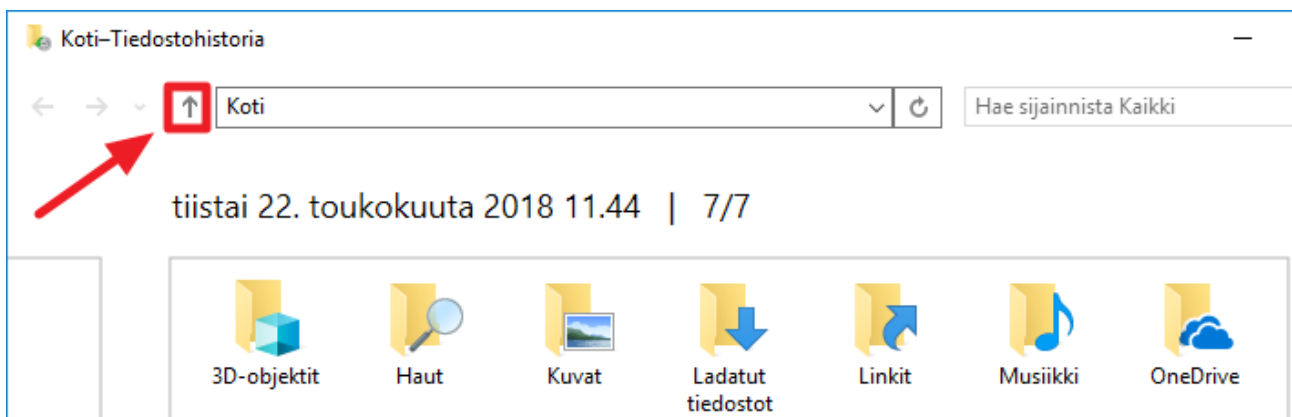 Koti–Tiedostohistoria
Koti
Hae sijainnista Kaikki
tiistai 22. toukokuuta 2018 11.44 | 7/7
3D-objektit
Haut
Kuvat
Ladatut
tiedostot
Linkit
Musiikki
OneDrive